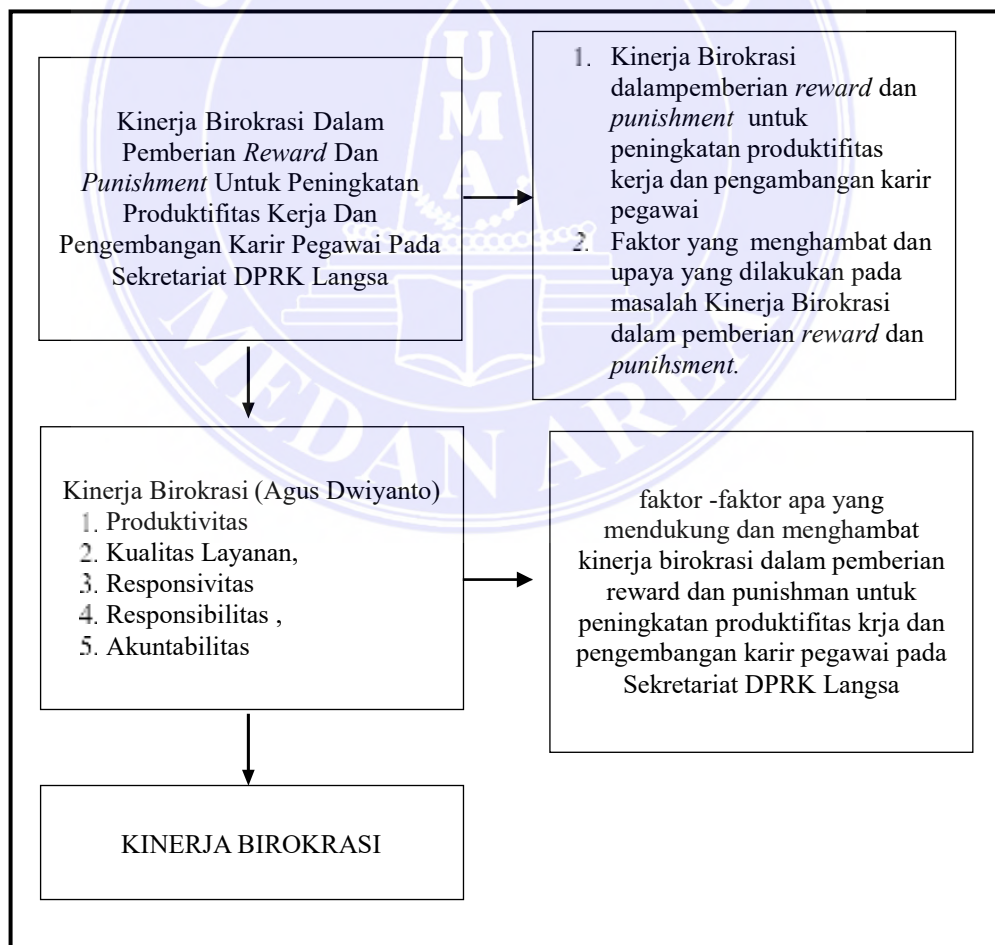 Kinerja Birokrasi Dalam
Pemberian Reward Dan
Punishment Untuk Peningkatan
Produktifitas Kerja Dan
Pengembangan Karir Pegawai Pada
Sekretariat DPRK Langsa
1. Kinerja Birokrasi
dalampemberian reward dan
punishment untuk
peningkatan produktifitas
kerja dan pengambangan karir
pegawai
2. Faktor yang menghambat dan
upaya yang dilakukan pada
masalah Kinerja Birokrasi
dalam pemberian reward dan
punihsment.
Kinerja Birokrasi (Agus Dwiyanto)
1. Produktivitas
2. Kualitas Layanan,
3. Responsivitas
4. Responsibilitas ,
5. Akuntabilitas
faktor -faktor apa yang
mendukung dan menghambat
kinerja birokrasi dalam pemberian
reward dan punishman untuk
peningkatan produktifitas krja dan
pengembangan karir pegawai pada
Sekretariat DPRK Langsa
KINERJA BIROKRASI
UMA
MEDAN AREA